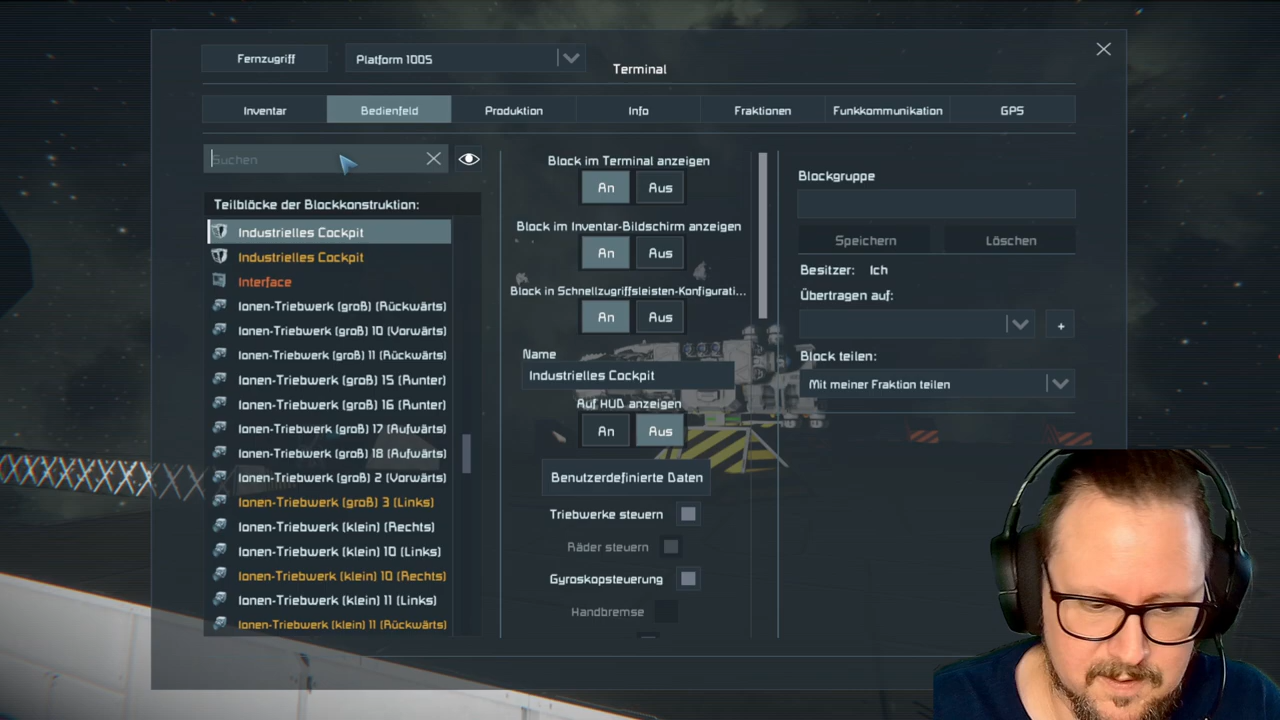 Fernzugriff
Platform 1005
Terminal
Inventar
Bedienfeld
Produktion
Info
Fraktionen
Funkkommunikation
GPS
Suchen
Teilblöcke der Blockkonstruktion:
Industrielles Cockpit
Industrielles Cockpit
Interface
Ionen-Triebwerk (groß) (Rückwärts)
Ionen-Triebwerk (groß) 10 (Vorwärts)
Ionen-Triebwerk (groß) 11 (Rückwärts)
Ionen-Triebwerk (groß) 15 (Runter)
Ionen-Triebwerk (groß) 16 (Runter)
Ionen-Triebwerk (groß) 17 (Aufwärts)
Ionen-Triebwerk (groß) 18 (Aufwärts)
Ionen-Triebwerk (groß) 2 (Vorwärts)
Ionen-Triebwerk (groß) 3 (Links)
Ionen-Triebwerk (klein) (Rechts)
Ionen-Triebwerk (klein) 10 (Links)
Ionen-Triebwerk (klein) 10 (Rechts)
Ionen-Triebwerk (klein) 11 (Links)
Ionen-Triebwerk (klein) 11 (Rückwärts)
Block im Terminal anzeigen
An Aus
Block im Inventar-Bildschirm anzeigen
An Aus
Block in Schnellzugriffsleisten-Konfigurati...
An Aus
Name
Industrielles Cockpit
Auf HUD anzeigen
An Aus
Benutzerdefinierte Daten
Triebwerke steuern
Räder steuern
Gyroskopsteuerung
Handbremse
Blockgruppe
Speichern
Löschen
Besitzer: Ich
Übertragen auf:
+
Block teilen:
Mit meiner Fraktion teilen